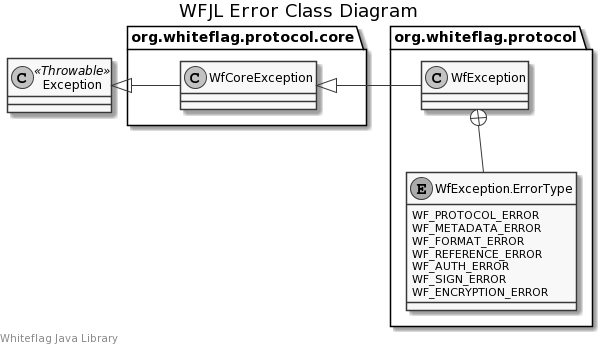 WFJL Error Class Diagram
org.whiteflag.protocol.core
org.whiteflag.protocol
C
«Throwable»
Exception
C WfCoreException
C WfException
E WfException.ErrorType
WF_PROTOCOL_ERROR
WF_METADATA_ERROR
WF_FORMAT_ERROR
WF_REFERENCE_ERROR
WF_AUTH_ERROR
WF_SIGN_ERROR
WF_ENCRYPTION_ERROR
Whiteflag Java Library